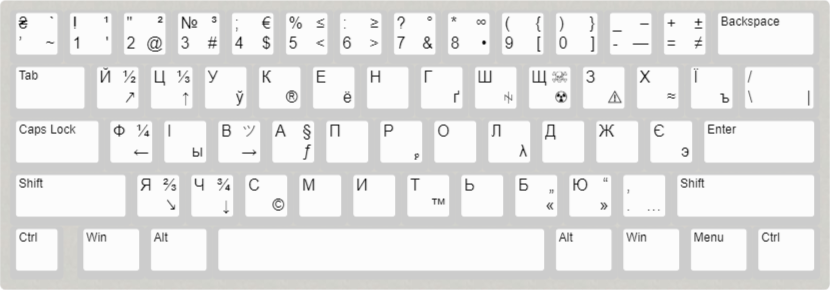 ₴ ` ! ¹ " ² № ³ ; € % ≤ : ≥ ? ° * ∞ ( { ) } _ – + ± Backspace
' ~ 1 ' 2 @ 3 # 4 $ 5 < 6 > 7 & 8 • 9 [ 0 ] - — = ≠
Tab Й ½ Ц ⅓ У К Е Н Г Ш Щ ☠ З Х Ї /
↗ ↑ ў ® ё ґ ☢ ⚠ ≈ ъ \ |
Caps Lock Ф ¼ І В ツ А § П Р О Л Д Ж Є Enter
← ы → ƒ λ э
Shift Я ⅔ Ч ¾ С М И Т Ь Б „ Ю “ , Shift
↘ ↓ © ™ « » . …
Ctrl Win Alt Alt Win Menu Ctrl